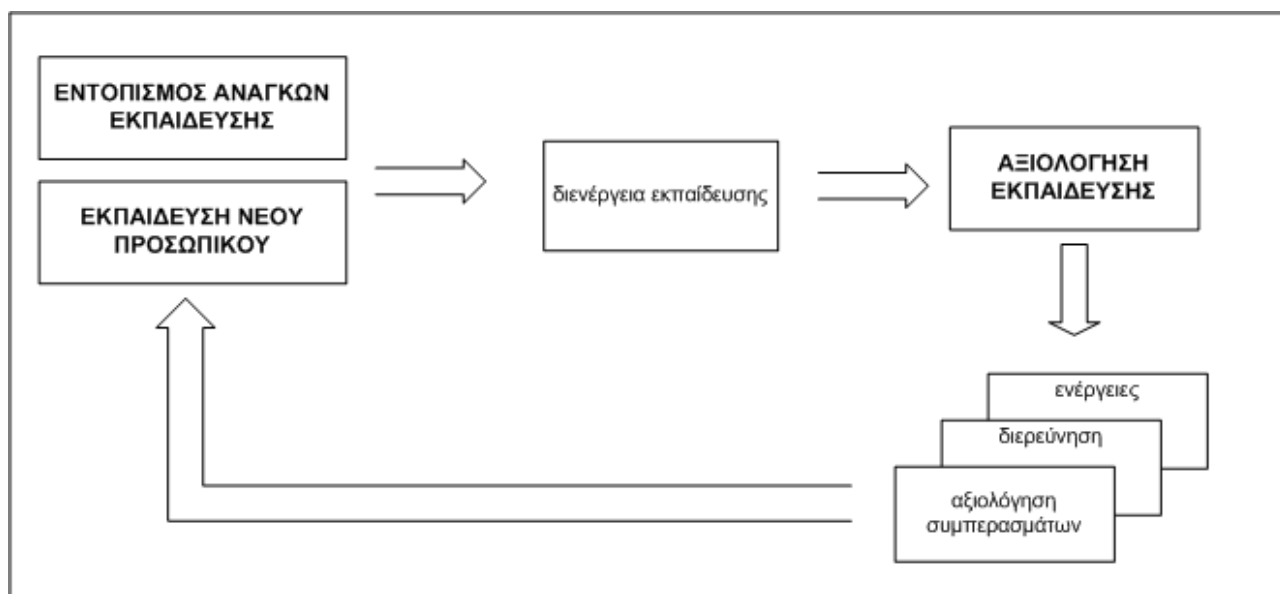 ΕΝΤΟΠΙΣΜΟΣ ΑΝΑΓΚΩΝ
ΕΚΠΑΙΔΕΥΣΗΣ
ΕΚΠΑΙΔΕΥΣΗ ΝΕΟΥ
ΠΡΟΣΩΠΙΚΟΥ
διενέργεια εκπαίδευσης
ΑΞΙΟΛΟΓΗΣΗ
ΕΚΠΑΙΔΕΥΣΗΣ
ενέργειες
διερεύνηση
αξιολόγηση
συμπερασμάτων